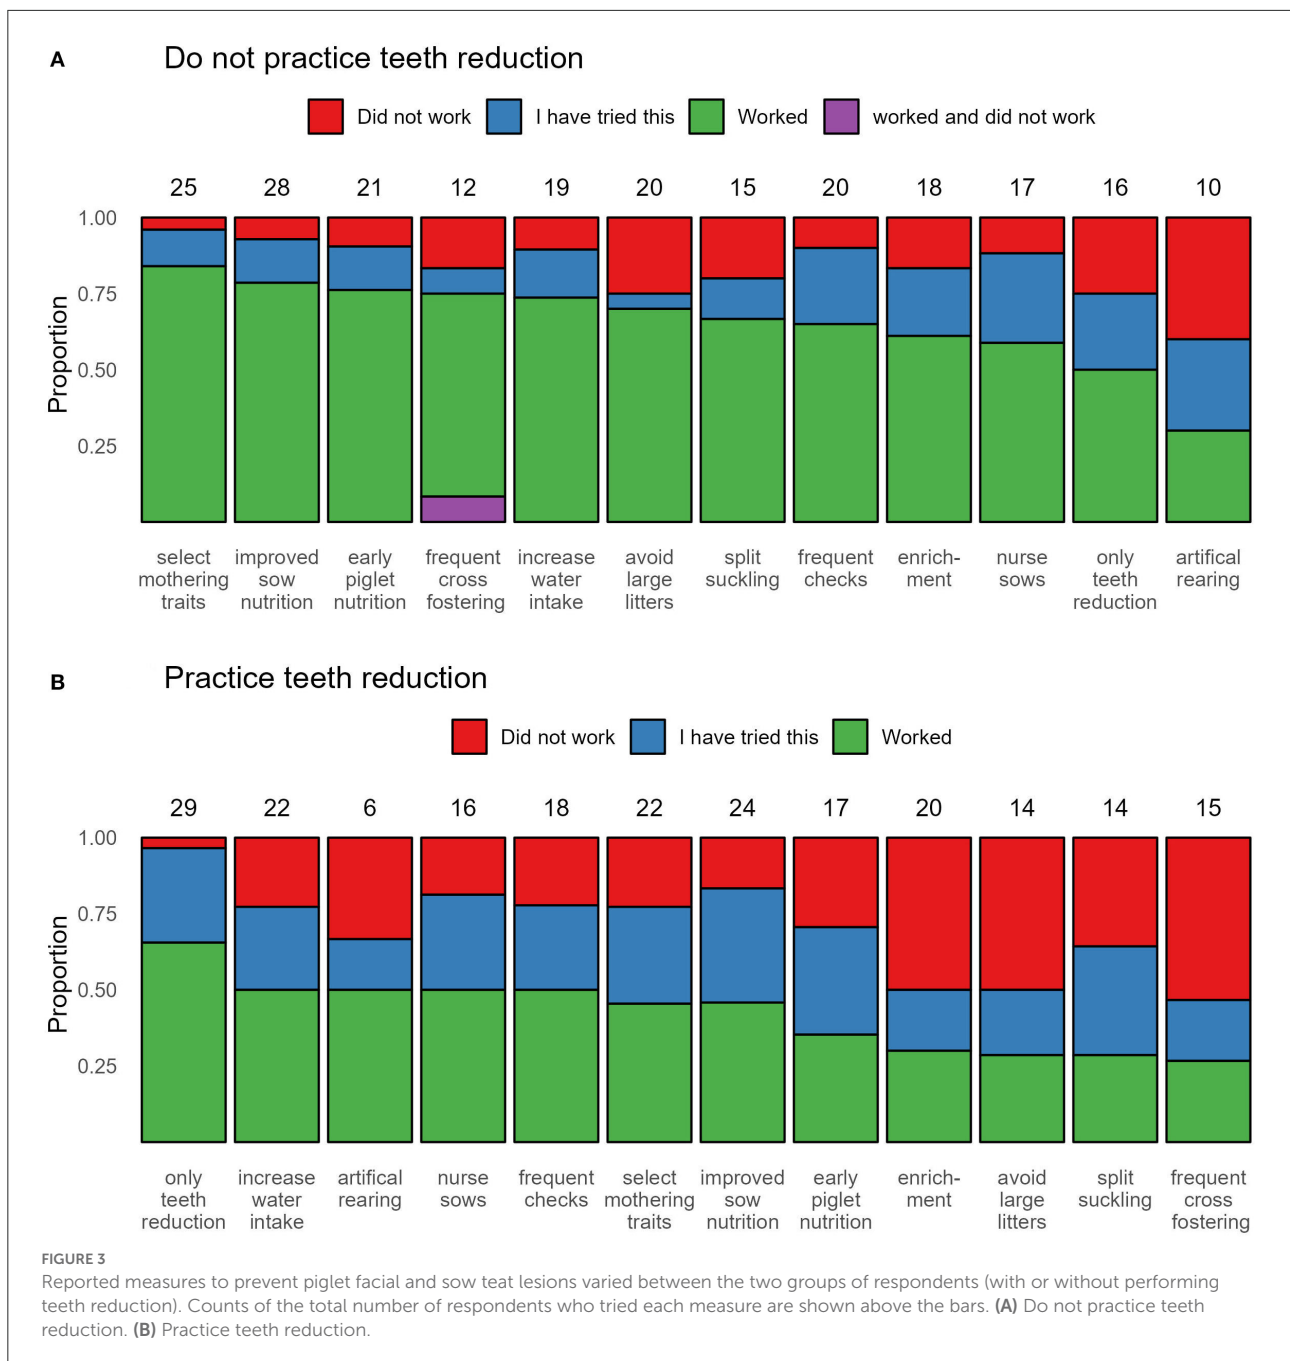 A
Do not practice teeth reduction
Did not work I have tried this Worked worked and did not work
25 28 21 12 19 20 15 20 18 17 16 10
1.00
0.75
0.50
0.25
Proportion
select mothering traits
improved sow nutrition
early piglet nutrition
frequent cross fostering
increase water intake
avoid large litters
split suckling
frequent checks
enrich-ment
nurse sows
only teeth reduction
artifical rearing
B
Practice teeth reduction
Did not work I have tried this Worked
29 22 6 16 18 22 24 17 20 14 14 15
1.00
0.75
0.50
0.25
Proportion
only teeth reduction
increase water intake
artifical rearing
nurse sows
frequent checks
select mothering traits
improved sow nutrition
early piglet nutrition
enrich-ment
avoid large litters
split suckling
frequent cross fostering
FIGURE 3
Reported measures to prevent piglet facial and sow teat lesions varied between the two groups of respondents (with or without performing
teeth reduction). Counts of the total number of respondents who tried each measure are shown above the bars. (A) Do not practice teeth
reduction. (B) Practice teeth reduction.